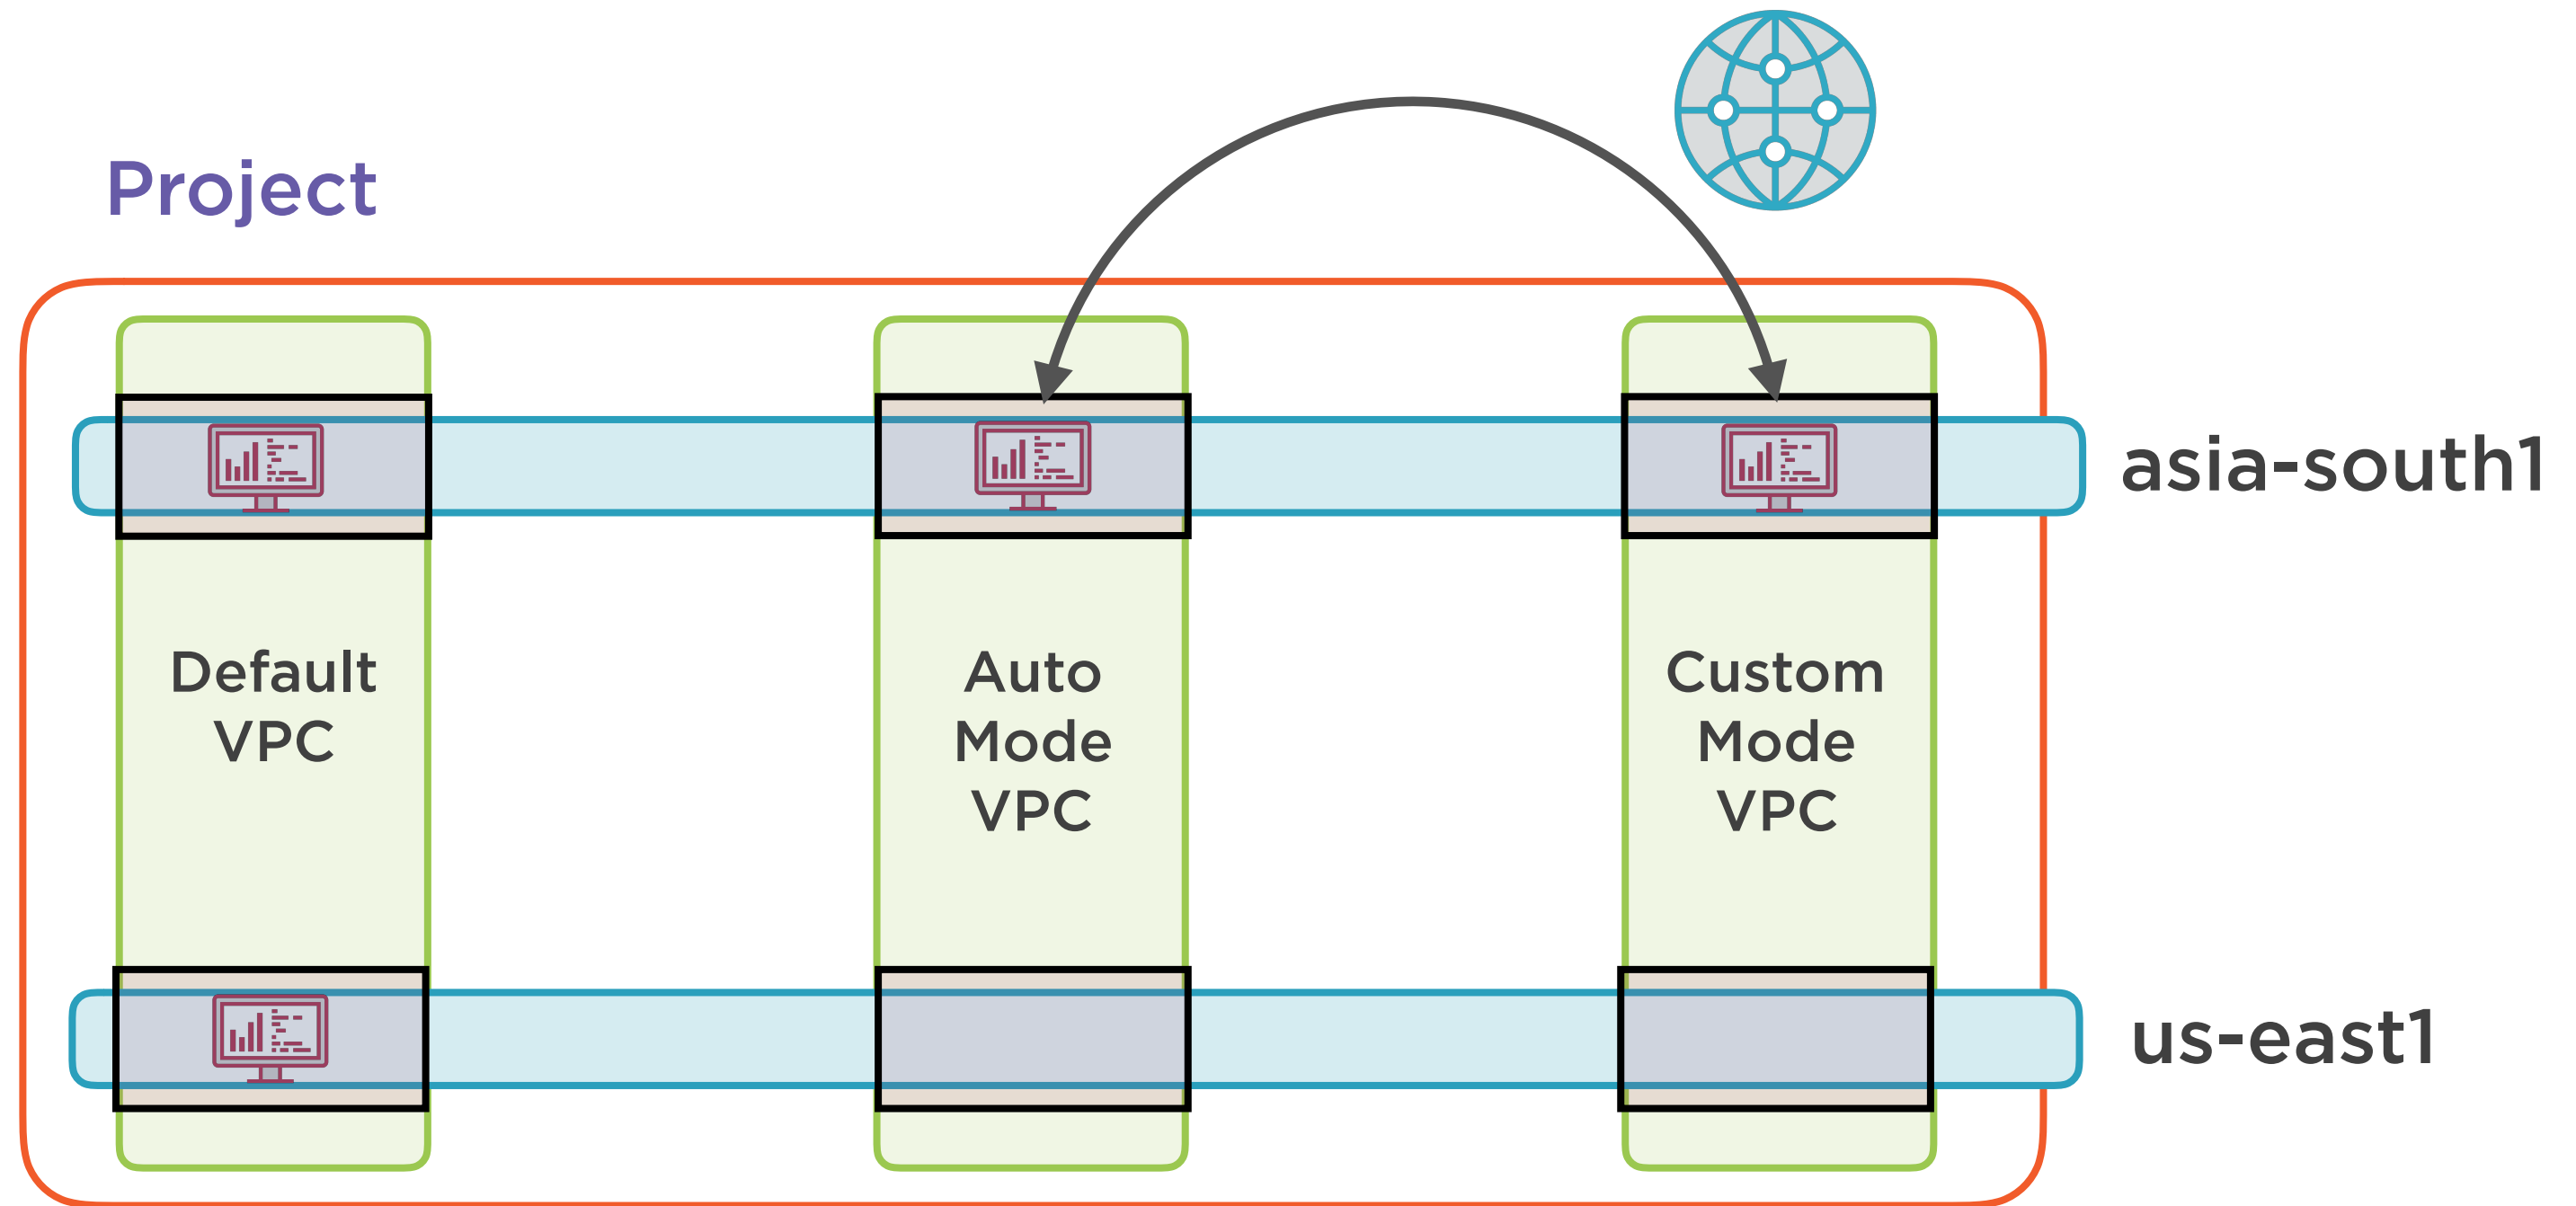 Project
asia-south1
Default
VPC
Auto
Mode
VPC
Custom
Mode
VPC
us-east1